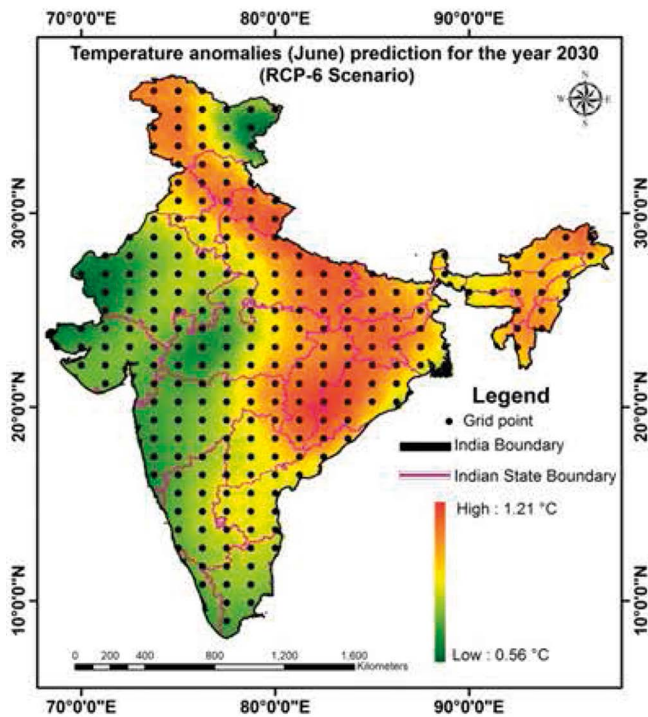 70°0'0"E 80°0'0"E 90°0'0"E
Temperature anomalies (June) prediction for the year 2030
(RCP-6 Scenario)
N
W E
S
30°0'0"N 30°0'0"N
20°0'0"N 20°0'0"N
10°0'0"N 10°0'0"N
Legend
Grid point
India Boundary
Indian State Boundary
High : 1.21 °C
Low : 0.56 °C
0 200 400 800 1,200 1,600
Kilometers
70°0'0"E 80°0'0"E 90°0'0"E